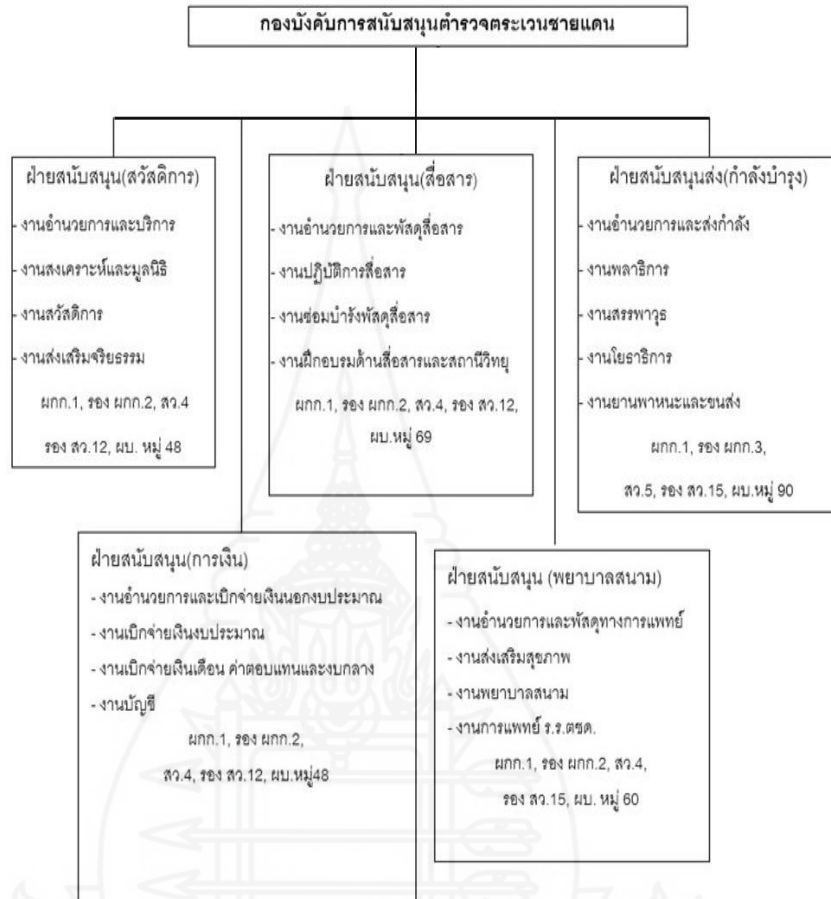 กองบังคับการสนับสนุนตำรวจตระเวนชายแดน
ฝ่ายสนับสนุน(สวัสดิการ)
- งานอำนวยการและบริการ
- งานสงเคราะห์และมูลนิธิ
- งานสวัสดิการ
- งานส่งเสริมจริยธรรม
ผกก.1, รอง ผกก.2, สว.4
รอง สว.12, ผบ. หมู่ 48
ฝ่ายสนับสนุน(สื่อสาร)
- งานอำนวยการและพัสดุสื่อสาร
- งานปฏิบัติการสื่อสาร
- งานซ่อมบำรุงพัสดุสื่อสาร
- งานฝึกอบรมด้านสื่อสารและสถานีวิทยุ
ผกก.1, รอง ผกก.2, สว.4, รอง สว.12,
ผบ.หมู่ 69
ฝ่ายสนับสนุนส่ง(กำลังบำรุง)
- งานอำนวยการและส่งกำลัง
- งานพลาธิการ
- งานสรรพาวุธ
- งานโยธาธิการ
- งานยานพาหนะและขนส่ง
ผกก.1, รอง ผกก.3,
สว.5, รอง สว.15, ผบ.หมู่ 90
ฝ่ายสนับสนุน(การเงิน)
- งานอำนวยการและเบิกจ่ายเงินนอกงบประมาณ
- งานเบิกจ่ายเงินงบประมาณ
- งานเบิกจ่ายเงินเดือน ค่าตอบแทนและงบกลาง
- งานบัญชี
ผกก.1, รอง ผกก.2,
สว.4, รอง สว.12, ผบ.หมู่48
ฝ่ายสนับสนุน (พยาบาลสนาม)
- งานอำนวยการและพัสดุทางการแพทย์
- งานส่งเสริมสุขภาพ
- งานพยาบาลสนาม
- งานการแพทย์ ร.ร.ตชด.
ผกก.1, รอง ผกก.2, สว.4,
รอง สว.15, ผบ. หมู่ 60